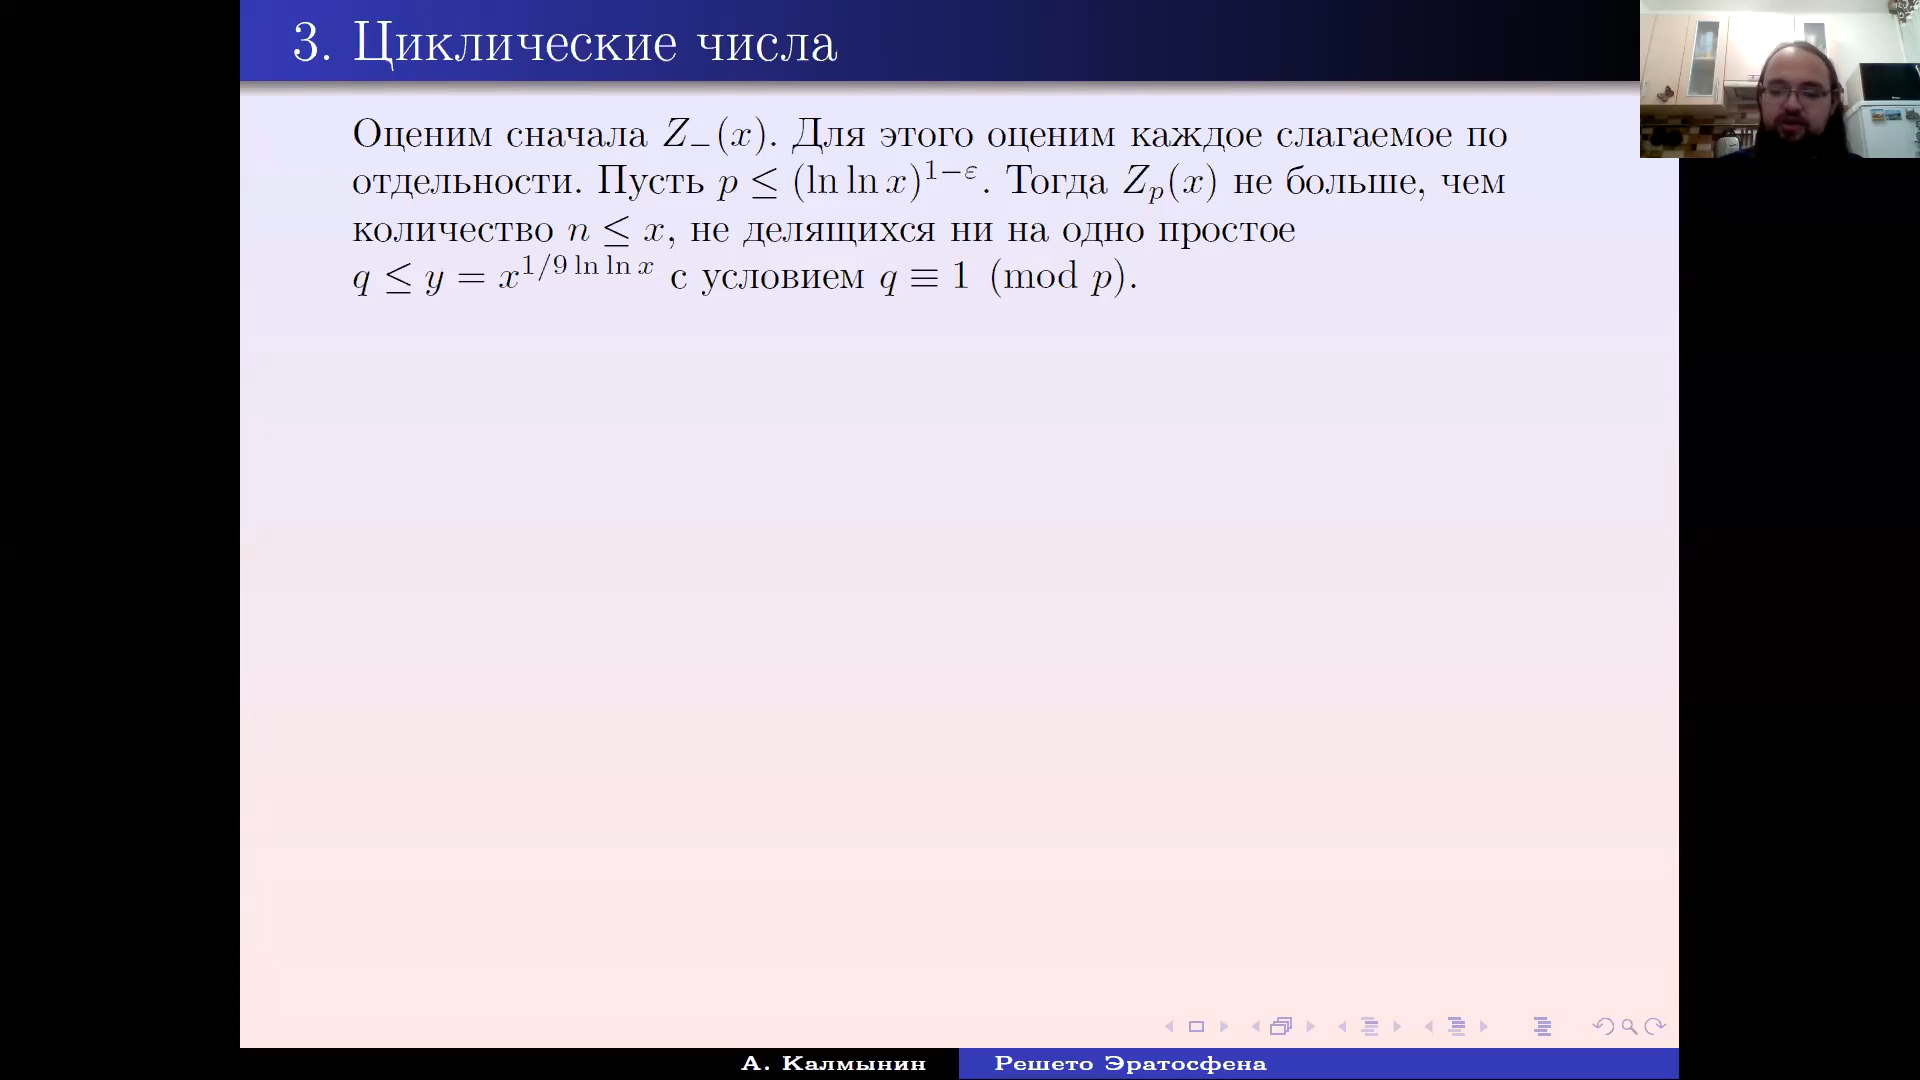 3. Циклические числа
Оценим сначала Z₋(x). Для этого оценим каждое слагаемое по
отдельности. Пусть p ≤ (ln ln x)^{1−ε}. Тогда Z_p(x) не больше, чем
количество n ≤ x, не делящихся ни на одно простое
q ≤ y = x^{1/9 ln ln x} с условием q ≡ 1 (mod p).
А. Калмынин
Решето Эратосфена